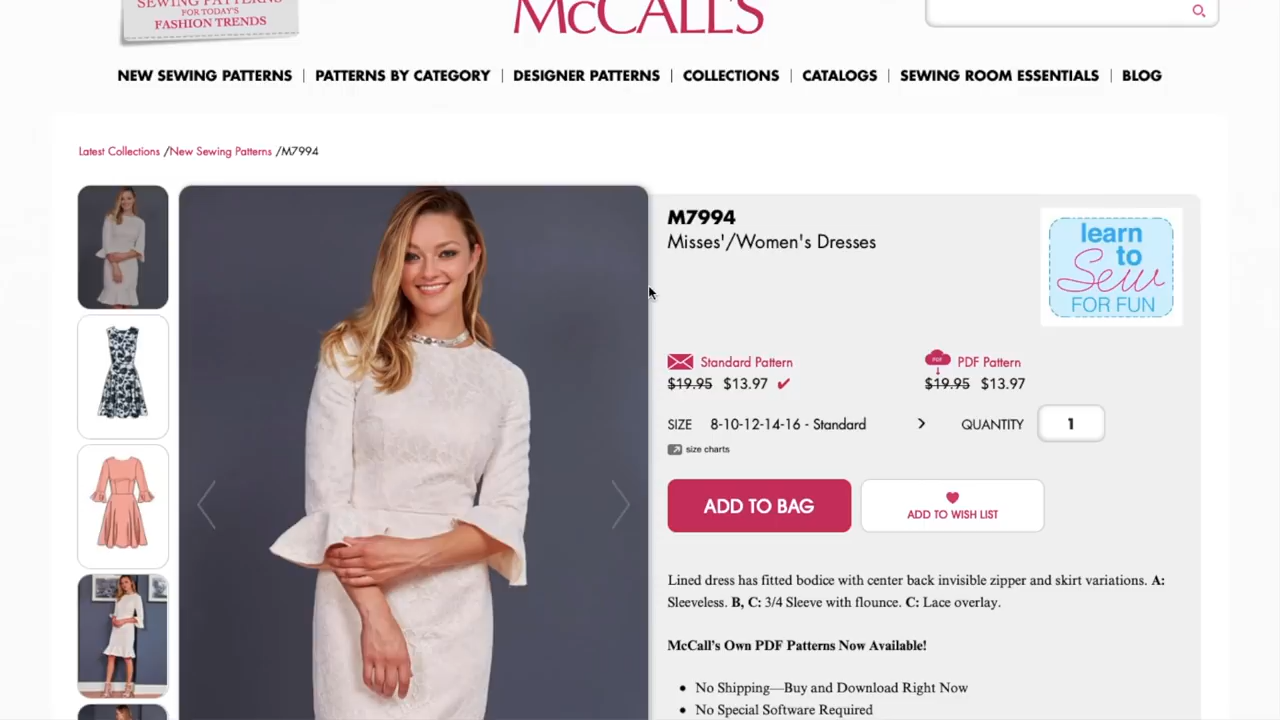 SEWING PATTERNS
FOR TODAY'S
FASHION TRENDS
McCALL'S
NEW SEWING PATTERNS | PATTERNS BY CATEGORY | DESIGNER PATTERNS | COLLECTIONS | CATALOGS | SEWING ROOM ESSENTIALS | BLOG
Latest Collections /New Sewing Patterns /M7994
M7994
Misses'/Women's Dresses
learn
to
Sew
FOR FUN
Standard Pattern
PDF
PDF Pattern
$19.95 $13.97 ✔
$19.95 $13.97
SIZE 8-10-12-14-16 - Standard > QUANTITY 1
size charts
ADD TO BAG
ADD TO WISH LIST
Lined dress has fitted bodice with center back invisible zipper and skirt variations. A:
Sleeveless. B, C: 3/4 Sleeve with flounce. C: Lace overlay.
McCall's Own PDF Patterns Now Available!
• No Shipping—Buy and Download Right Now
• No Special Software Required